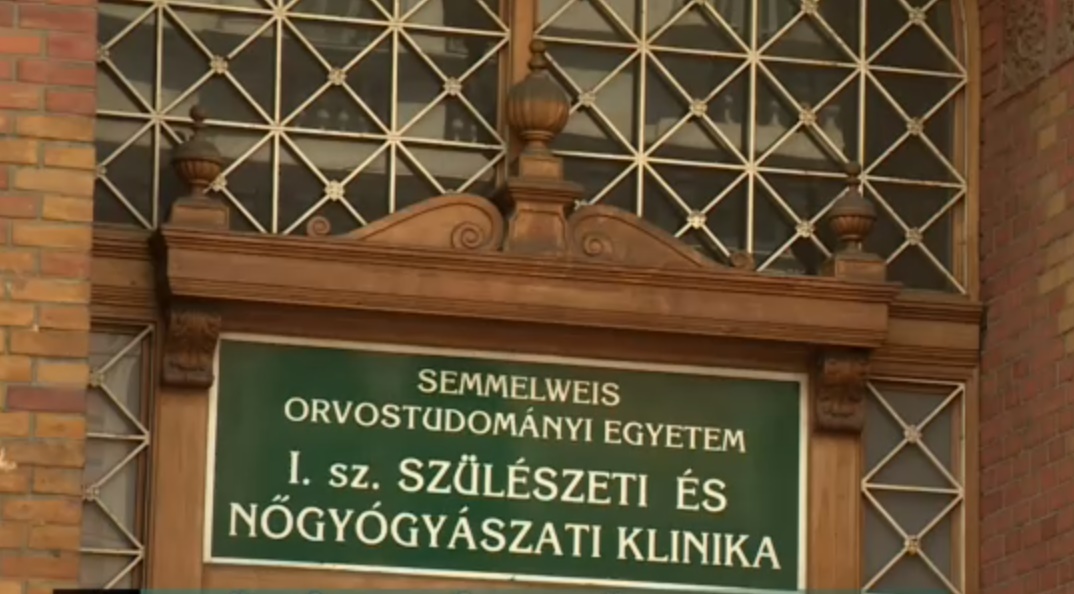 SEMMELWEIS
ORVOSTUDOMÁNYI EGYETEM
I. sz. SZÜLÉSZETI ÉS
NŐGYÓGYÁSZATI KLINIKA